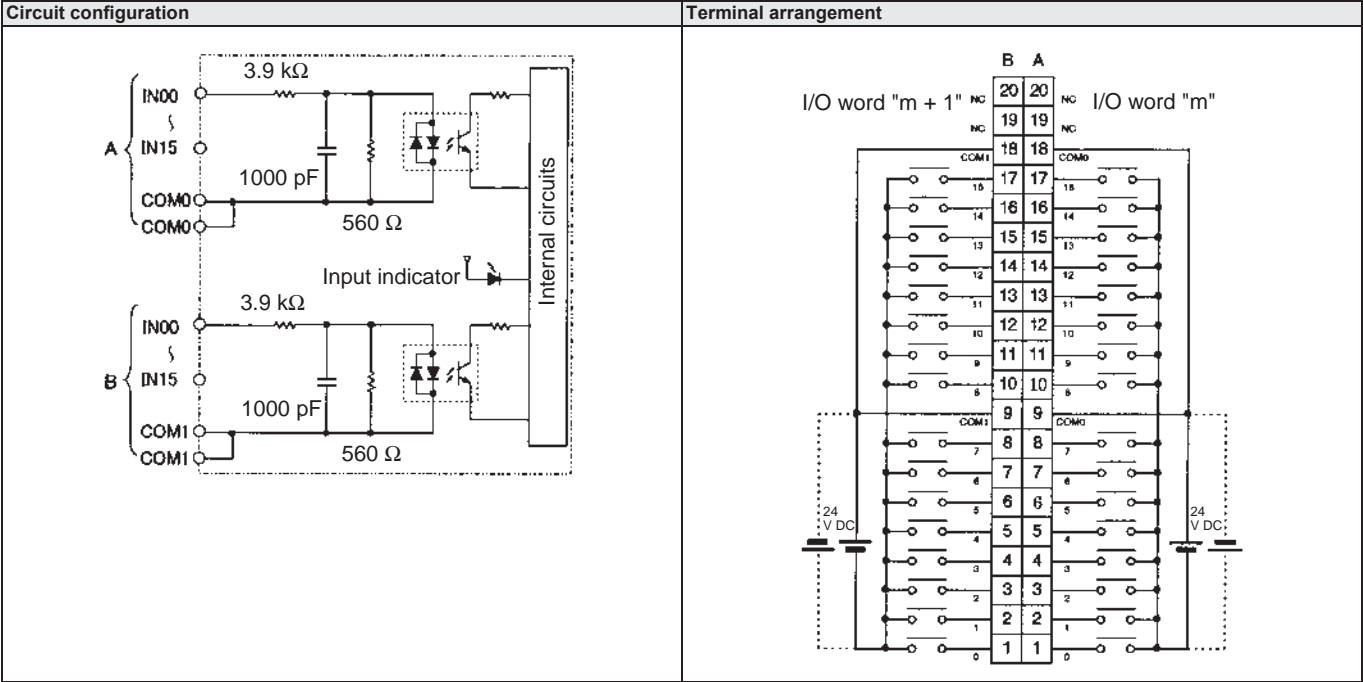 Circuit configuration
3.9 kΩ
IN00
A
IN15
1000 pF
COM0
COM0
560 Ω
Internal circuits
Input indicator
3.9 kΩ
IN00
B
IN15
1000 pF
COM1
COM1
560 Ω
Terminal arrangement
B A
I/O word "m + 1" NC 20 20 NC I/O word "m"
NC 19 19 NC
COM1 18 18 COM0
15 17 17 15
14 16 16 14
13 15 15 13
12 14 14 12
11 13 13 11
10 12 12 10
9 11 11 9
8 10 10 8
COM1 9 9 COM0
7 8 8 7
6 7 7 6
5 6 6 5
24 V DC 4 5 5 4 24 V DC
3 4 4 3
2 3 3 2
1 2 2 1
0 1 1 0